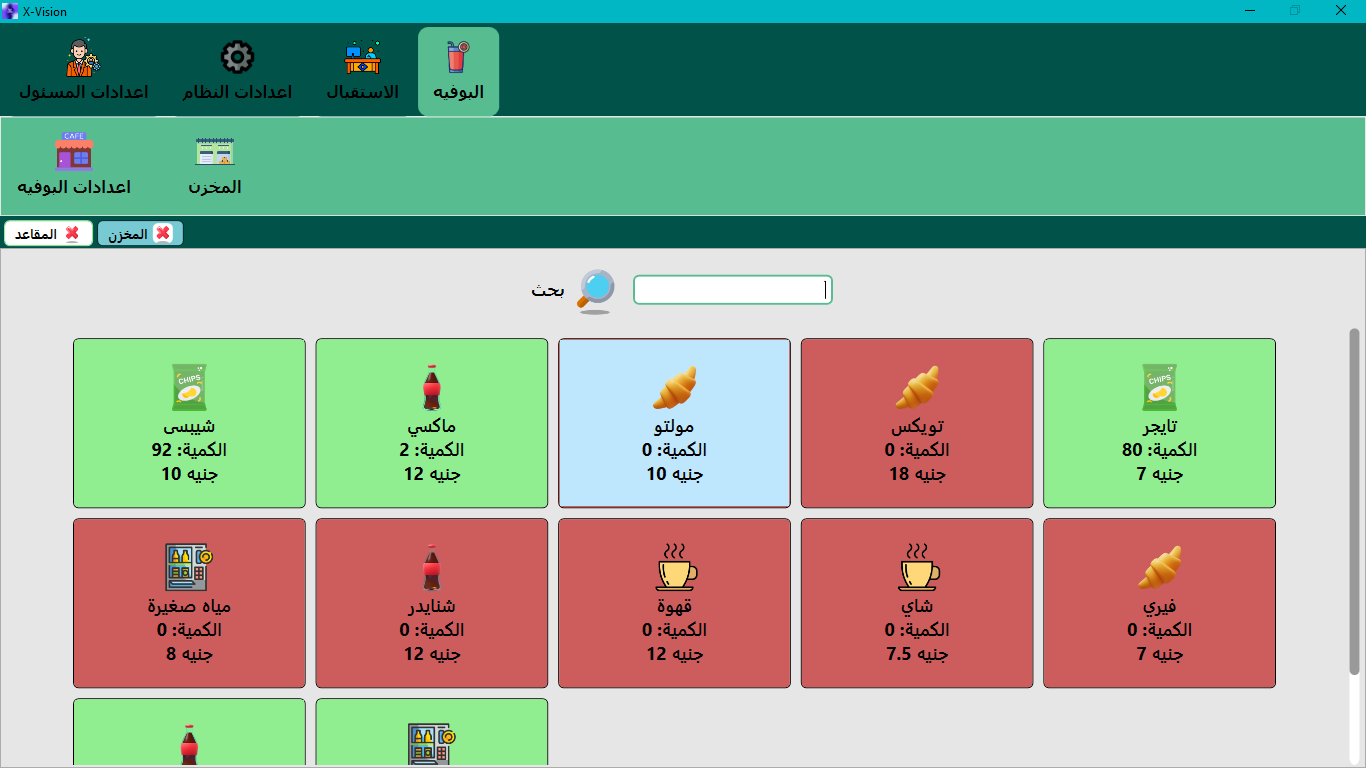 X-Vision
اعدادات المسئول
اعدادات النظام
الاستقبال
البوفيه
CAFE
اعدادات البوفيه
المخزن
المقاعد
المخزن
بحث
CHIPS
شيبسى
الكمية: 92
جنيه 10
ماكسي
الكمية: 2
جنيه 12
مولتو
الكمية: 0
جنيه 10
تويكس
الكمية: 0
جنيه 18
CHIPS
تايجر
الكمية: 80
جنيه 7
مياه صغيرة
الكمية: 0
جنيه 8
شنايدر
الكمية: 0
جنيه 12
قهوة
الكمية: 0
جنيه 12
شاي
الكمية: 0
جنيه 7.5
فيري
الكمية: 0
جنيه 7